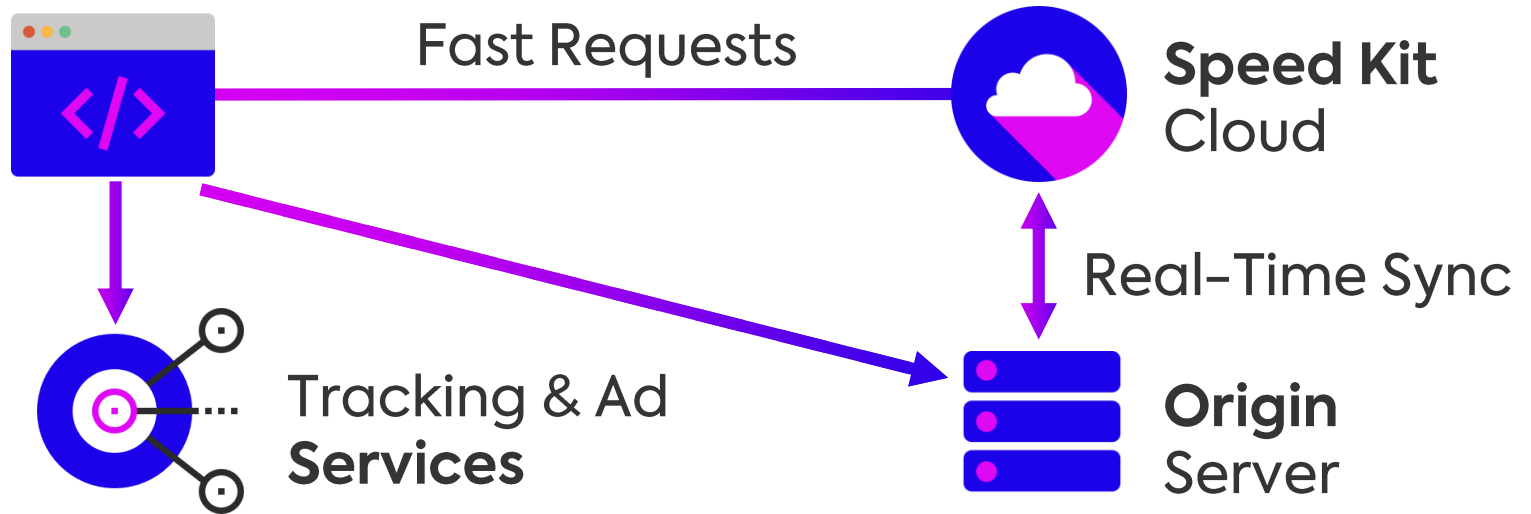 Fast Requests
Speed Kit
Cloud
</>
Real-Time Sync
Tracking & Ad
Services
Origin
Server